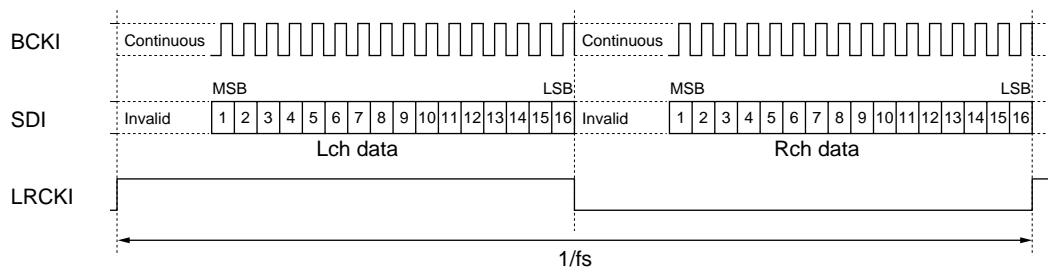 BCKI Continuous Continuous
MSB LSB MSB LSB
SDI Invalid 1 2 3 4 5 6 7 8 9 10 11 12 13 14 15 16 Invalid 1 2 3 4 5 6 7 8 9 10 11 12 13 14 15 16
Lch data Rch data
LRCKI
1/fs